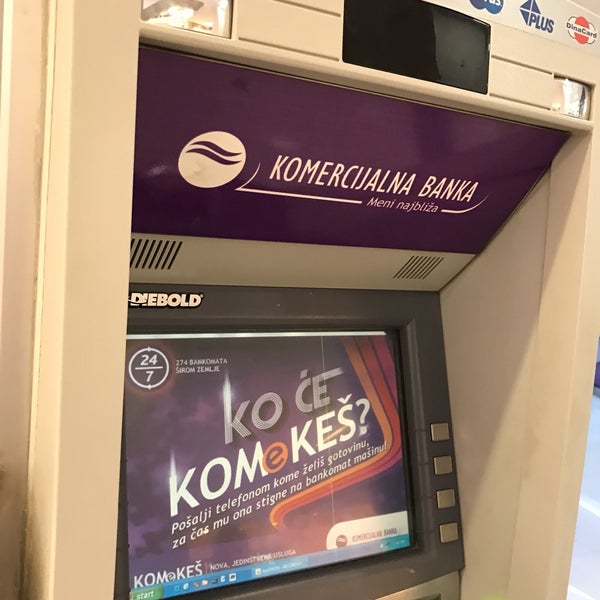 PLUS
DinaCard
KOMERCIJALNA BANKA
Meni najbliža
DIEBOLD
24
7
274 BANKOMATA
ŠIROM ZEMLJE
KO ĆE
KOMeKEŠ?
Pošalji telefonom kome želiš gotovinu,
za čas mu ona stigne na bankomat mašinu!
KOMERCIJALNA BANKA
KOMeKEŠ | NOVA, JEDINSTVENA USLUGA
start